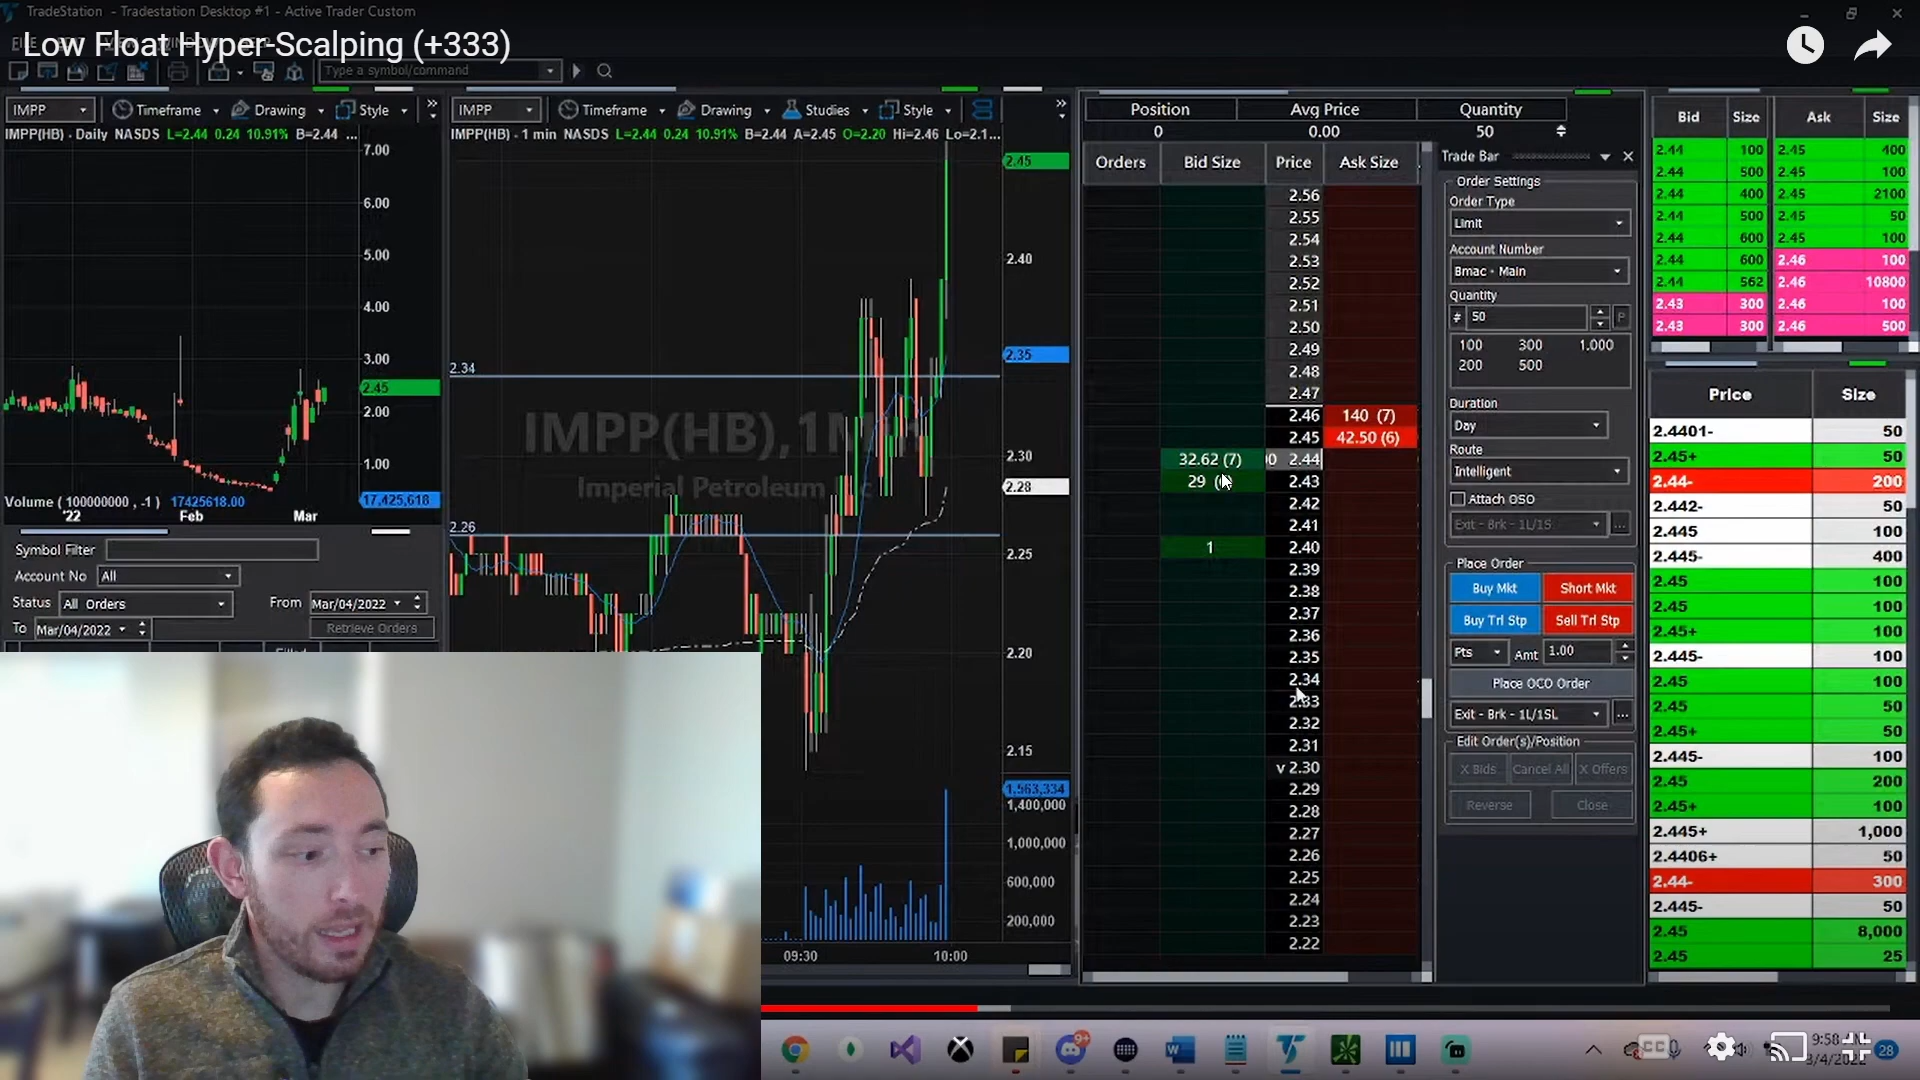 TradeStation - Tradestation Desktop #1 - Active Trader Custom
Low Float Hyper-Scalping (+333)
Type a symbol/command
IMPP Timeframe Drawing Style
IMPP(HB) - Daily NASDS L=2.44 0.24 10.91% B=2.44 ...
7.00
6.00
5.00
4.00
3.00
2.45
2.00
1.00
Volume ( 100000000 , -1 ) 17425618.00
17,425,618
'22 Feb Mar
Symbol Filter
Account No All
Status All Orders From Mar/04/2022
To Mar/04/2022 Retrieve Orders
IMPP Timeframe Drawing Studies Style
IMPP(HB) - 1 min NASDS L=2.44 0.24 10.91% B=2.44 A=2.45 O=2.20 Hi=2.46 Lo=2.1...
2.45
2.40
2.35
2.34
2.30
2.28
2.26
2.25
2.20
2.15
IMPP(HB),1M
Imperial Petroleum
1,563,334
1,400,000
1,000,000
600,000
200,000
09:30 10:00
Position Avg Price Quantity
0 0.00 50
Orders Bid Size Price Ask Size
2.56
2.55
2.54
2.53
2.52
2.51
2.50
2.49
2.48
2.47
2.46 140 (7)
2.45 42.50 (6)
32.62 (7) 2.44
29 2.43
2.42
2.41
1 2.40
2.39
2.38
2.37
2.36
2.35
2.34
2.33
2.32
2.31
v 2.30
2.29
2.28
2.27
2.26
2.25
2.24
2.23
2.22
Trade Bar
Order Settings
Order Type
Limit
Account Number
Bmac - Main
Quantity
# 50 P
100 300 1,000
200 500
Duration
Day
Route
Intelligent
Attach OSO
Exit - Brk - 1L/1S ...
Place Order
Buy Mkt Short Mkt
Buy Trl Stp Sell Trl Stp
Pts Amt 1.00
Place OCO Order
Exit - Brk - 1L/1SL ...
Edit Order(s)/Position
X Bids Cancel All X Offers
Reverse Close
Bid Size Ask Size
2.44 100 2.45 400
2.44 500 2.45 100
2.44 400 2.45 2100
2.44 500 2.45 50
2.44 600 2.45 100
2.44 600 2.46 100
2.44 562 2.46 10800
2.43 300 2.46 100
2.43 300 2.46 500
Price Size
2.4401- 50
2.45+ 50
2.44- 200
2.442- 50
2.445 100
2.445- 400
2.45 100
2.45 100
2.45+ 100
2.445- 100
2.45 100
2.45 50
2.45+ 50
2.445- 100
2.45 200
2.45+ 100
2.445+ 1,000
2.4406+ 50
2.44- 300
2.445- 50
2.45 8,000
2.45 25
9+
CC
9:58
28